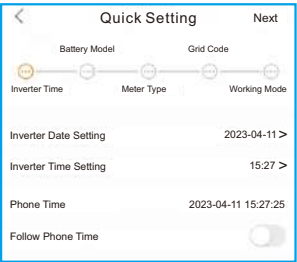 Quick Setting Next
Battery Model Grid Code
Inverter Time Meter Type Working Mode
Inverter Date Setting 2023-04-11 >
Inverter Time Setting 15:27 >
Phone Time 2023-04-11 15:27:25
Follow Phone Time